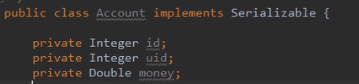 public class Account implements Serializable {
private Integer id;
private Integer uid;
private Double money;